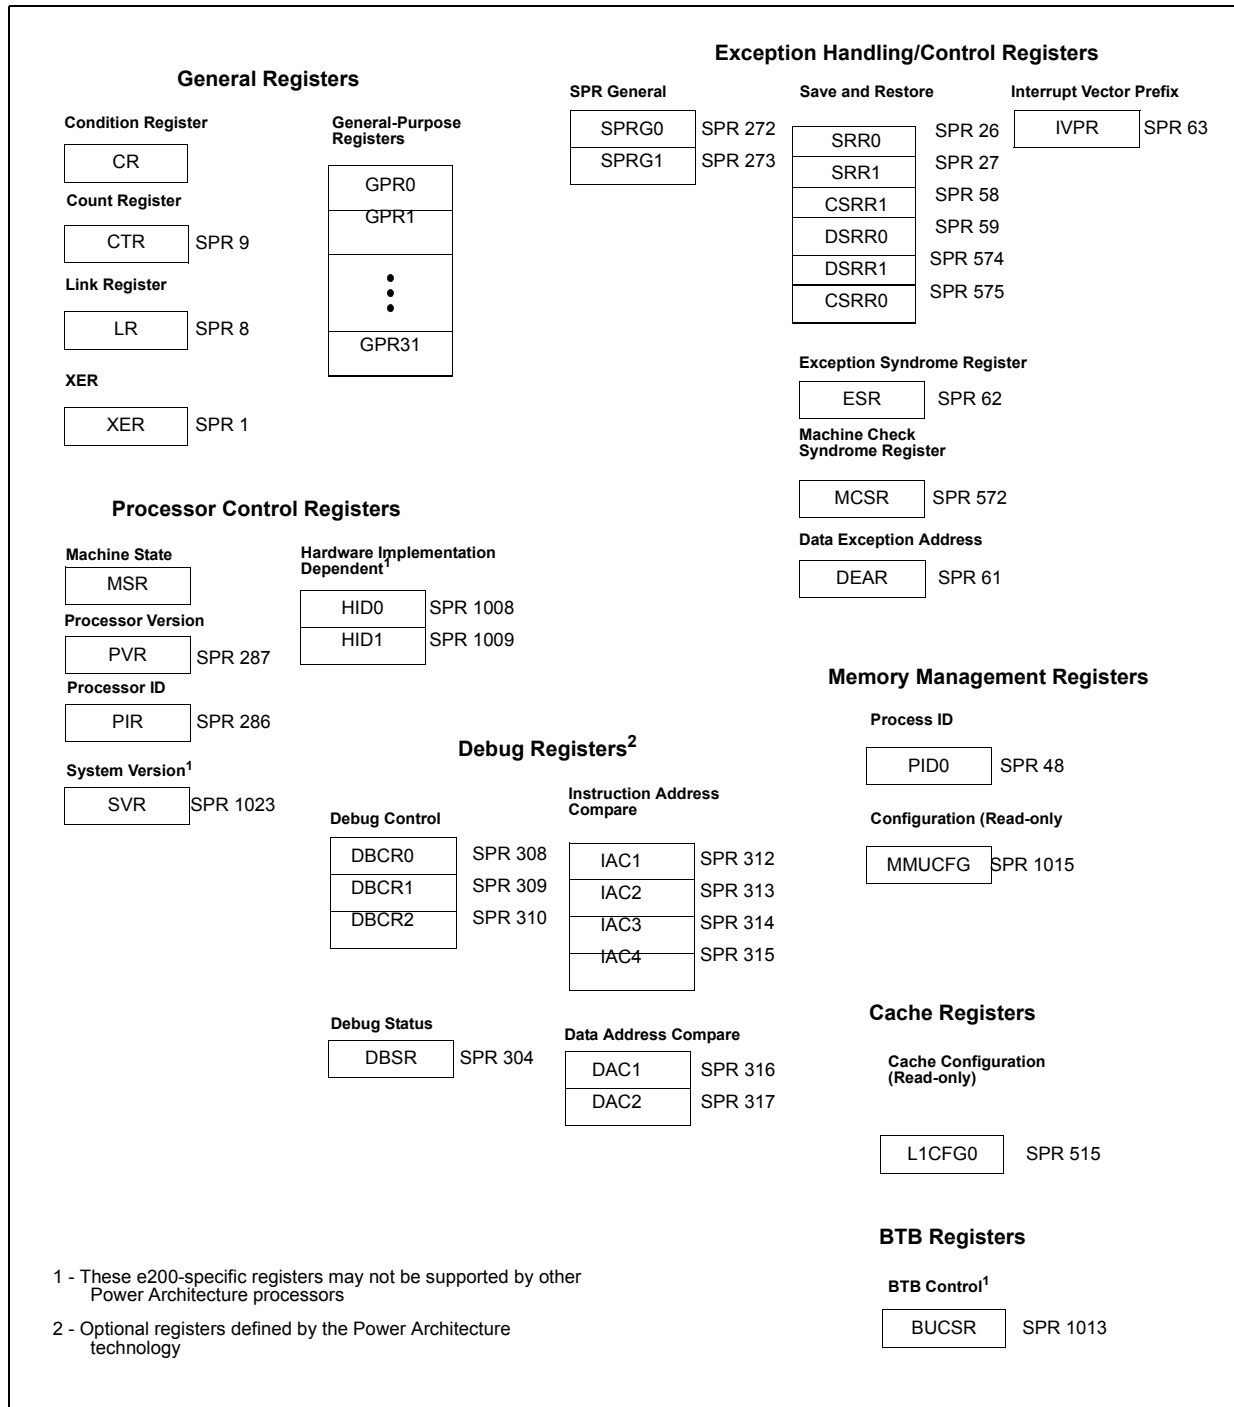 General Registers
Condition Register
CR
Count Register
CTR SPR 9
Link Register
LR SPR 8
XER
XER SPR 1
General-Purpose
Registers
GPR0
GPR1
GPR31
Exception Handling/Control Registers
SPR General
SPRG0 SPR 272
SPRG1 SPR 273
Save and Restore
SRR0 SPR 26
SRR1 SPR 27
CSRR1 SPR 58
DSRR0 SPR 59
DSRR1 SPR 574
CSRR0 SPR 575
Interrupt Vector Prefix
IVPR SPR 63
Exception Syndrome Register
ESR SPR 62
Machine Check
Syndrome Register
MCSR SPR 572
Data Exception Address
DEAR SPR 61
Processor Control Registers
Machine State
MSR
Processor Version
PVR SPR 287
Processor ID
PIR SPR 286
System Version1
SVR SPR 1023
Hardware Implementation
Dependent1
HID0 SPR 1008
HID1 SPR 1009
Debug Registers2
Debug Control
DBCR0 SPR 308
DBCR1 SPR 309
DBCR2 SPR 310
Instruction Address
Compare
IAC1 SPR 312
IAC2 SPR 313
IAC3 SPR 314
IAC4 SPR 315
Debug Status
DBSR SPR 304
Data Address Compare
DAC1 SPR 316
DAC2 SPR 317
Memory Management Registers
Process ID
PID0 SPR 48
Configuration (Read-only
MMUCFG SPR 1015
Cache Registers
Cache Configuration
(Read-only)
L1CFG0 SPR 515
BTB Registers
BTB Control1
BUCSR SPR 1013
1 - These e200-specific registers may not be supported by other
Power Architecture processors
2 - Optional registers defined by the Power Architecture
technology